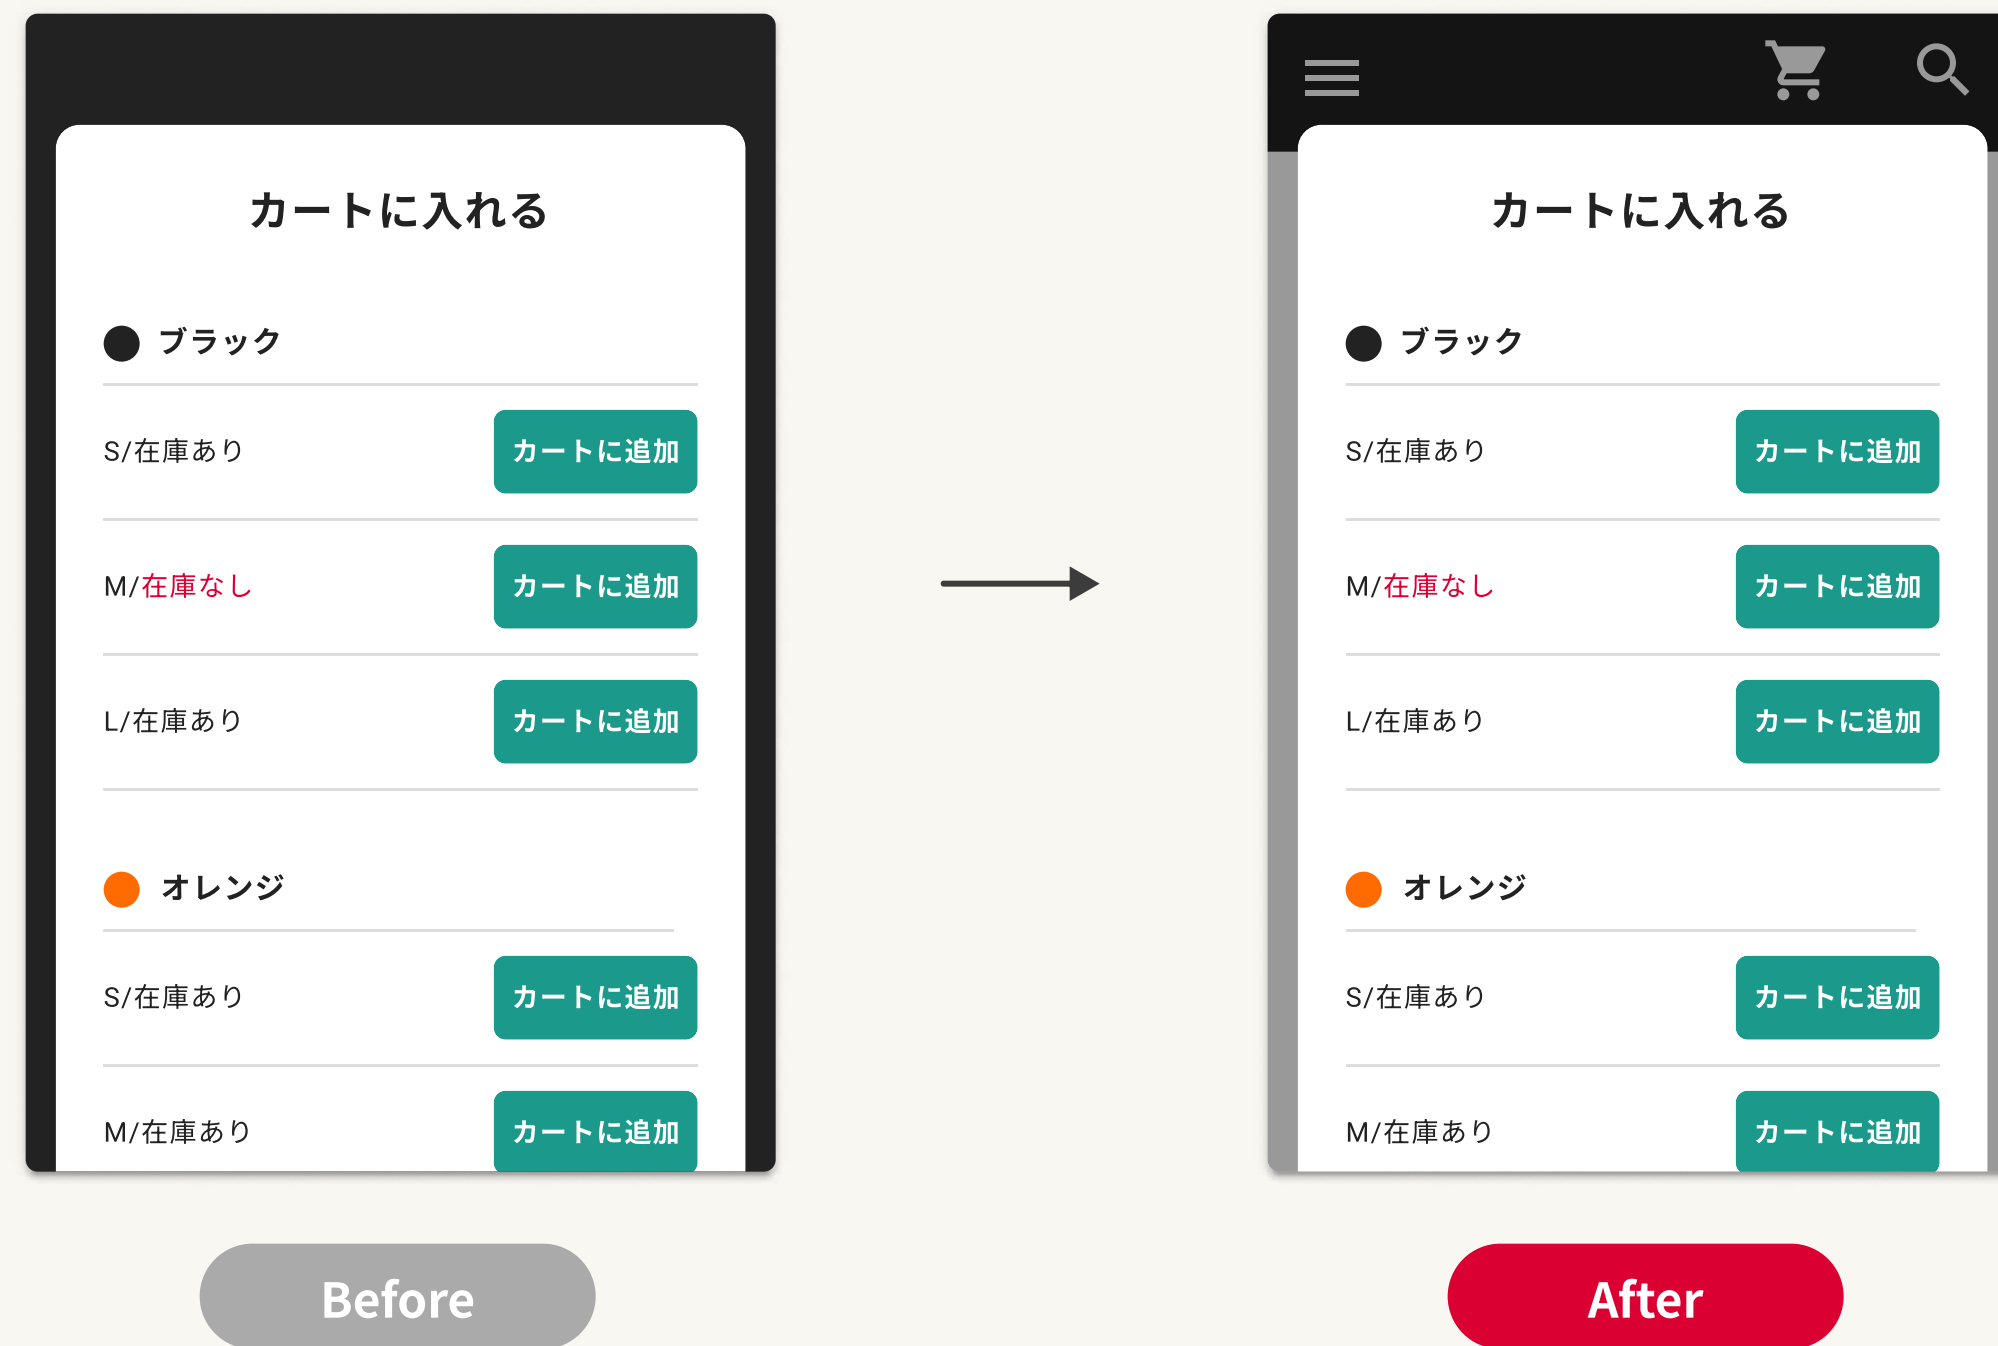 カートに入れる
ブラック
S/在庫あり
カートに追加
M/在庫なし
カートに追加
L/在庫あり
カートに追加
オレンジ
S/在庫あり
カートに追加
M/在庫あり
カートに追加
Before
カートに入れる
ブラック
S/在庫あり
カートに追加
M/在庫なし
カートに追加
L/在庫あり
カートに追加
オレンジ
S/在庫あり
カートに追加
M/在庫あり
カートに追加
After